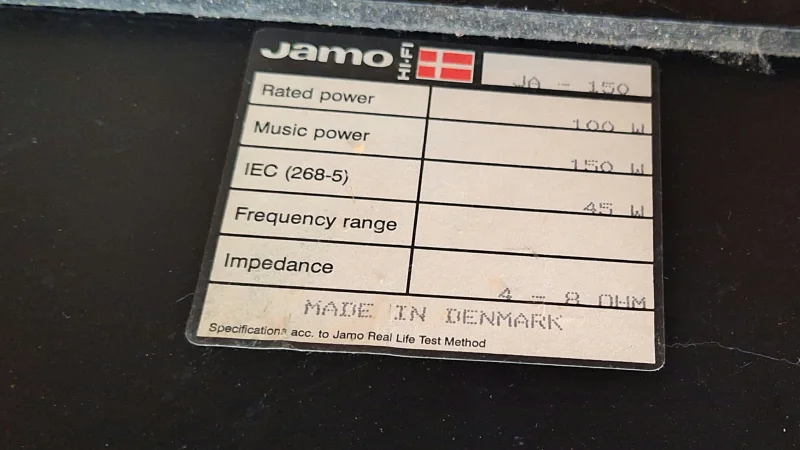 Jamo HI-FI JA - 150
Rated power 100 W
Music power 150 W
IEC (268-5) 45 W
Frequency range
Impedance 4 - 8 OHM
MADE IN DENMARK
Specifications acc. to Jamo Real Life Test Method